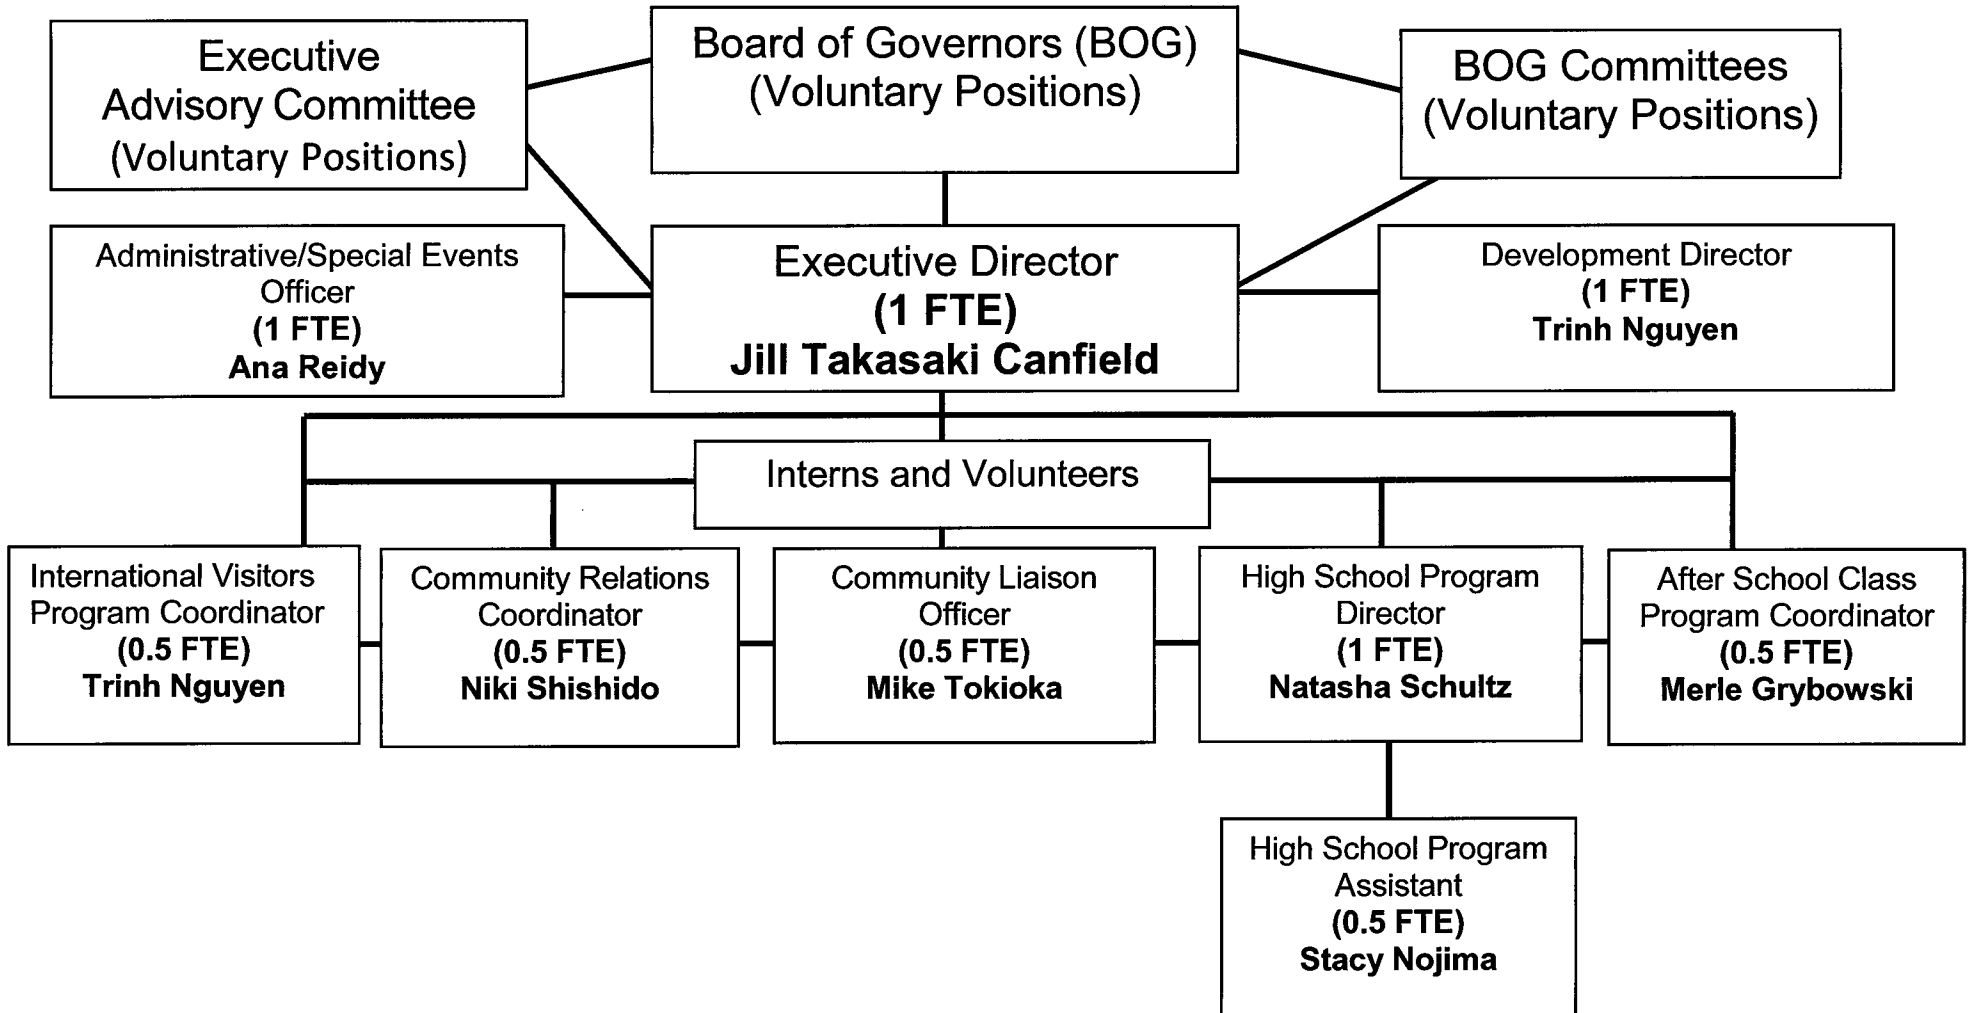 Executive
Advisory Committee
(Voluntary Positions)
Board of Governors (BOG)
(Voluntary Positions)
BOG Committees
(Voluntary Positions)
Administrative/Special Events
Officer
(1 FTE)
Ana Reidy
Executive Director
(1 FTE)
Jill Takasaki Canfield
Development Director
(1 FTE)
Trinh Nguyen
Interns and Volunteers
International Visitors
Program Coordinator
(0.5 FTE)
Trinh Nguyen
Community Relations
Coordinator
(0.5 FTE)
Niki Shishido
Community Liaison
Officer
(0.5 FTE)
Mike Tokioka
High School Program
Director
(1 FTE)
Natasha Schultz
After School Class
Program Coordinator
(0.5 FTE)
Merle Grybowski
High School Program
Assistant
(0.5 FTE)
Stacy Nojima